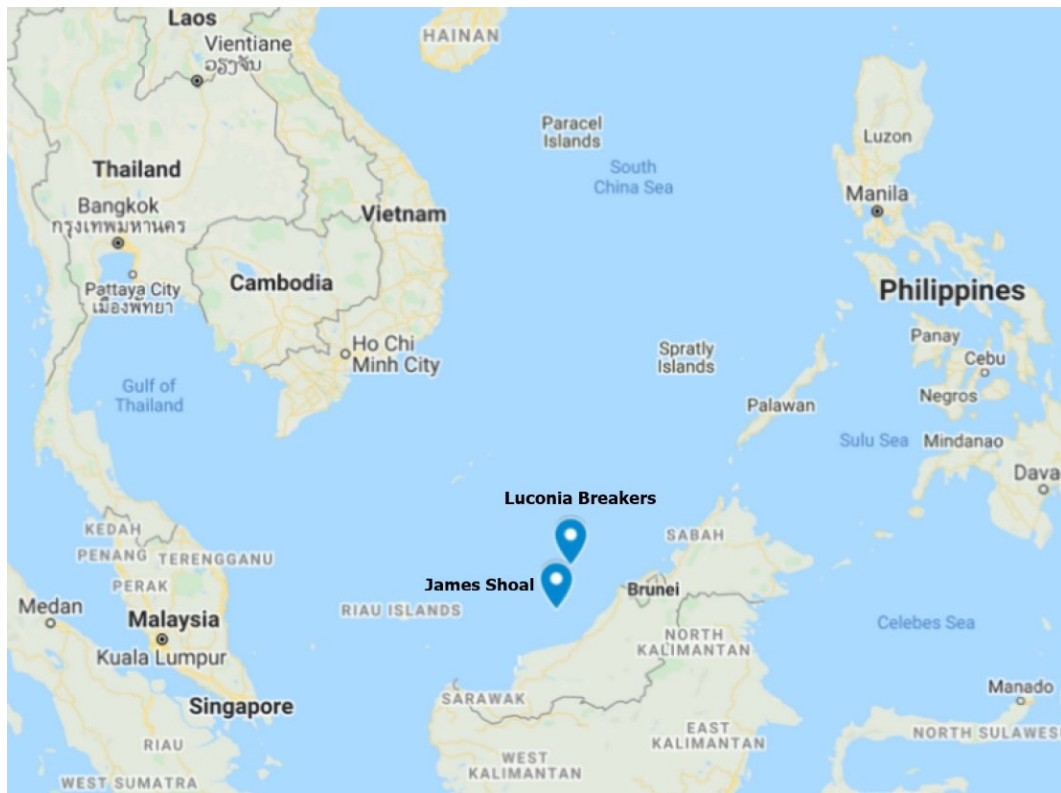 Laos
Vientiane
ວຽງຈັນ
HAINAN
Paracel
Islands
Luzon
South
China Sea
Thailand
Manila
Bangkok
กรุงเทพมหานคร
Vietnam
Pattaya City
เมืองพัทยา
Cambodia
Philippines
Ho Chi
Minh City
Spratly
Islands
Panay
Cebu
Gulf of
Thailand
Negros
Palawan
Sulu Sea
Mindanao
Dava
Luconia Breakers
KEDAH
PENANG
TERENGGANU
PERAK
SABAH
James Shoal
Brunei
Medan
RIAU ISLANDS
Malaysia
Celebes Sea
Kuala Lumpur
NORTH
KALIMANTAN
Singapore
SARAWAK
Manado
RIAU
EAST
KALIMANTAN
NORTH SULAWES
WEST
KALIMANTAN
WEST SUMATRA